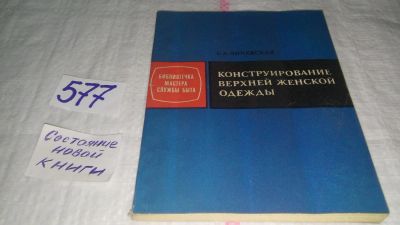 577
Состояние
новой
книги
БИБЛИОТЕЧКА
МАСТЕРА
СЛУЖБЫ БЫТА
КОНСТРУИРОВАНИЕ
ВЕРХНЕЙ ЖЕНСКОЙ
ОДЕЖДЫ